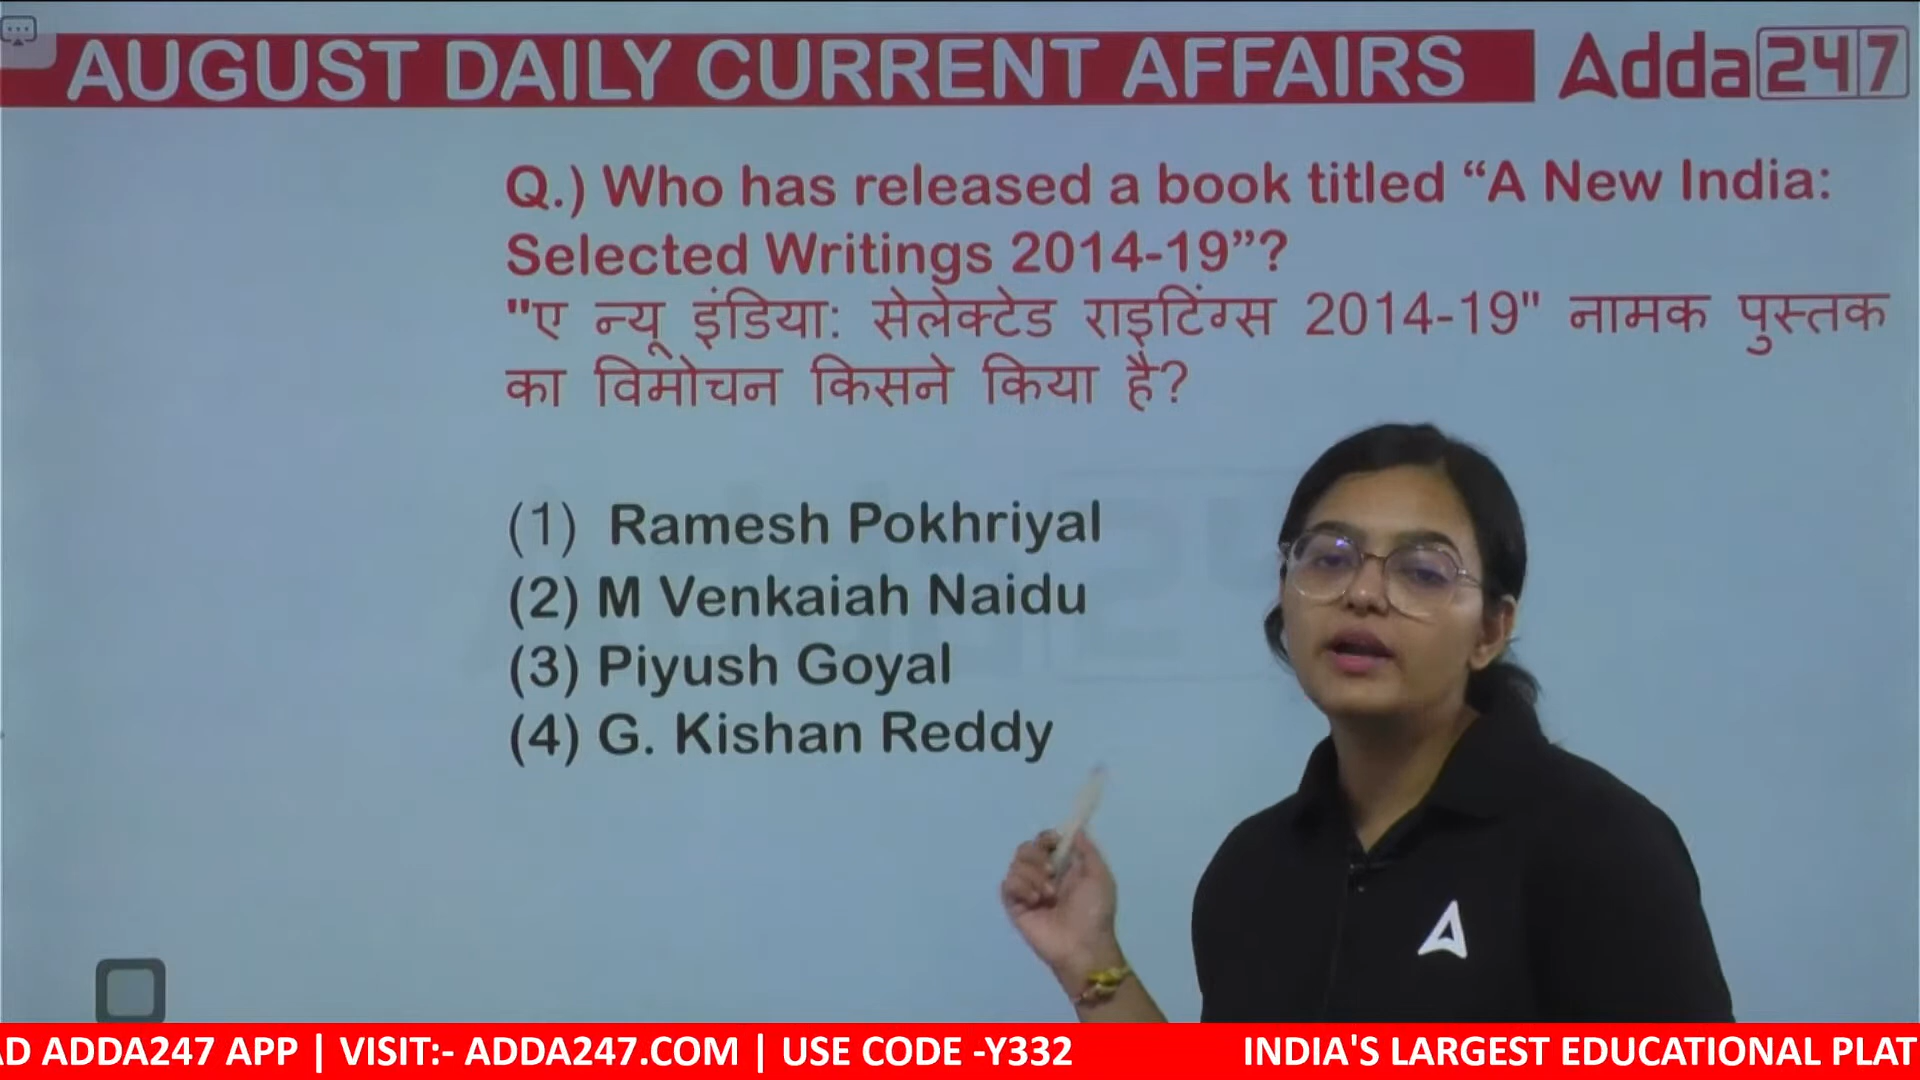 AUGUST DAILY CURRENT AFFAIRS
Adda247
Q.) Who has released a book titled “A New India:
Selected Writings 2014-19”?
"ए न्यू इंडिया: सेलेक्टेड राइटिंग्स 2014-19" नामक पुस्तक
का विमोचन किसने किया है?
(1) Ramesh Pokhriyal
(2) M Venkaiah Naidu
(3) Piyush Goyal
(4) G. Kishan Reddy
AD ADDA247 APP | VISIT:- ADDA247.COM | USE CODE -Y332 INDIA'S LARGEST EDUCATIONAL PLAT